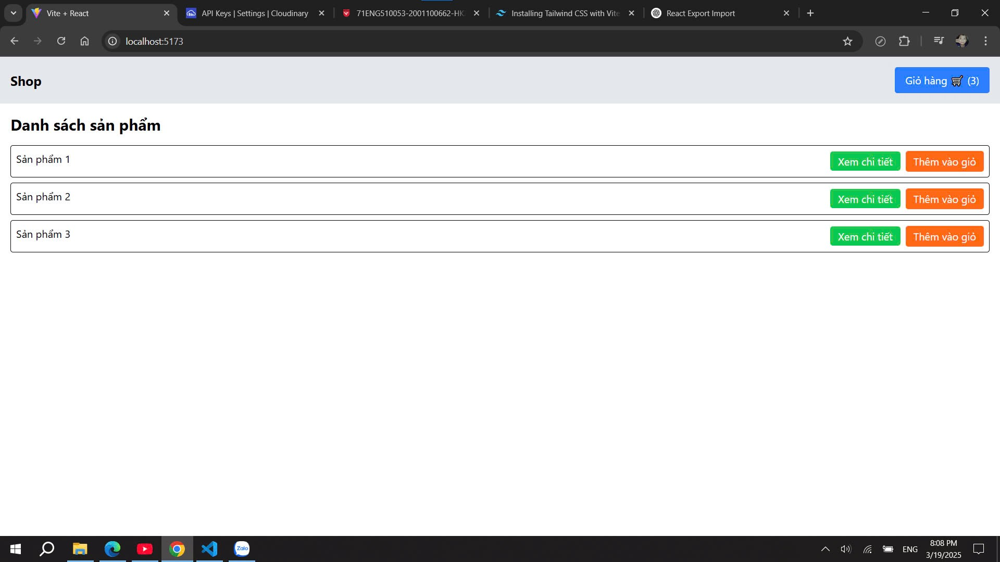 Vite + React
API Keys | Settings | Cloudinary
71ENG510053-2001100662-HK
Installing Tailwind CSS with Vite
React Export Import
localhost:5173
Shop
Giỏ hàng 🛒 (3)
Danh sách sản phẩm
Sản phẩm 1
Xem chi tiết
Thêm vào giỏ
Sản phẩm 2
Xem chi tiết
Thêm vào giỏ
Sản phẩm 3
Xem chi tiết
Thêm vào giỏ
Zalo
ENG
8:08 PM
3/19/2025